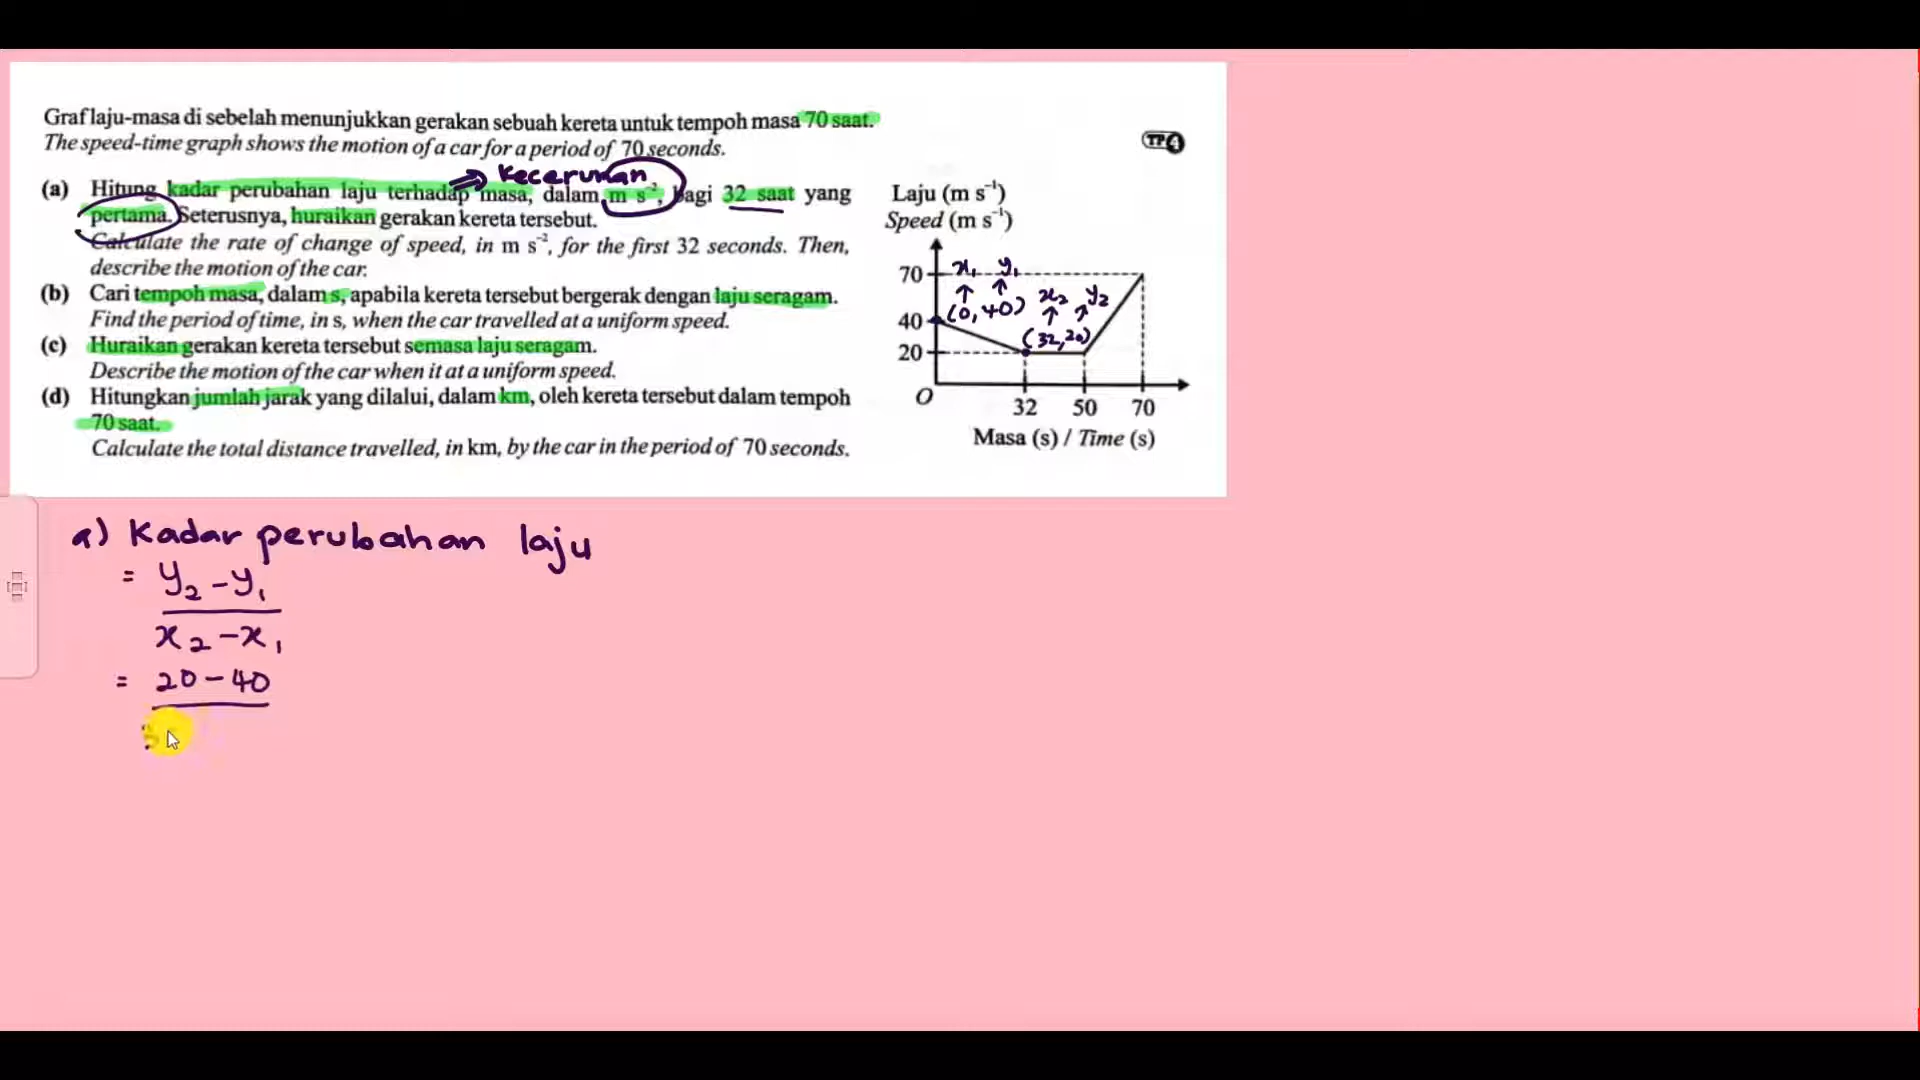 Graf laju-masa di sebelah menunjukkan gerakan sebuah kereta untuk tempoh masa 70 saat.
The speed-time graph shows the motion of a car for a period of 70 seconds.
TP4
⇒ Kecerunan
(a) Hitung kadar perubahan laju terhadap masa, dalam m s⁻², bagi 32 saat yang
pertama. Seterusnya, huraikan gerakan kereta tersebut.
Calculate the rate of change of speed, in m s⁻², for the first 32 seconds. Then,
describe the motion of the car.
(b) Cari tempoh masa, dalam s, apabila kereta tersebut bergerak dengan laju seragam.
Find the period of time, in s, when the car travelled at a uniform speed.
(c) Huraikan gerakan kereta tersebut semasa laju seragam.
Describe the motion of the car when it at a uniform speed.
(d) Hitungkan jumlah jarak yang dilalui, dalam km, oleh kereta tersebut dalam tempoh
70 saat.
Calculate the total distance travelled, in km, by the car in the period of 70 seconds.
Laju (m s⁻¹)
Speed (m s⁻¹)
70
x₁ y₁
x₂ y₂
40
(0, 40)
(32, 20)
20
O
32 50 70
Masa (s) / Time (s)
a) Kadar perubahan laju
= y₂ - y₁
x₂ - x₁
= 20 - 40